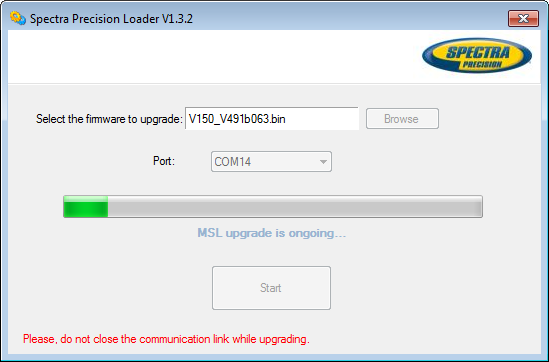 Spectra Precision Loader V1.3.2
SPECTRA
PRECISION
Select the firmware to upgrade: V150_V491b063.bin Browse
Port: COM14
MSL upgrade is ongoing...
Start
Please, do not close the communication link while upgrading.